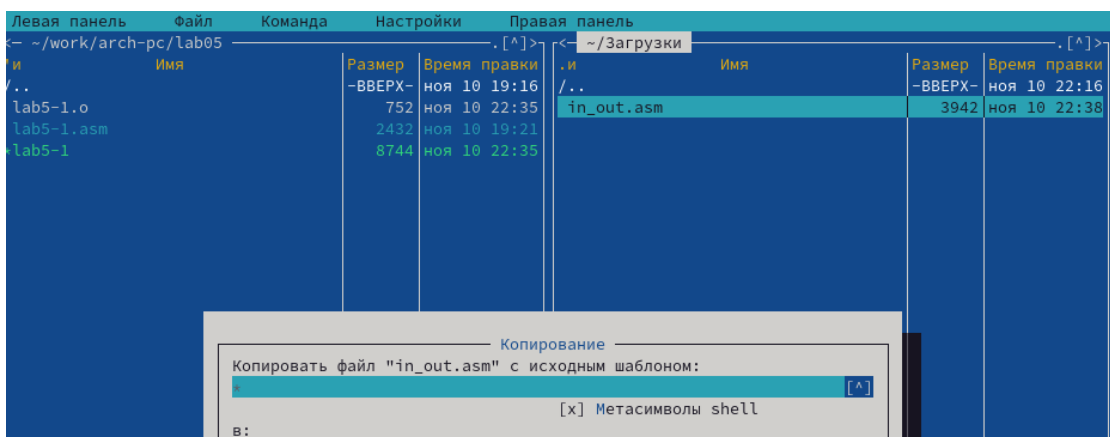 Левая панель Файл Команда Настройки Правая панель
<— ~/work/arch-pc/lab05 .[^]> <— ~/Загрузки .[^]>
'и Имя Размер Время правки .и Имя Размер Время правки
/.. -ВВЕРХ- ноя 10 19:16 /.. -ВВЕРХ- ноя 10 22:16
lab5-1.o 752 ноя 10 22:35 in_out.asm 3942 ноя 10 22:38
lab5-1.asm 2432 ноя 10 19:21
*lab5-1 8744 ноя 10 22:35
Копирование
Копировать файл "in_out.asm" с исходным шаблоном:
* [^]
[x] Метасимволы shell
в: